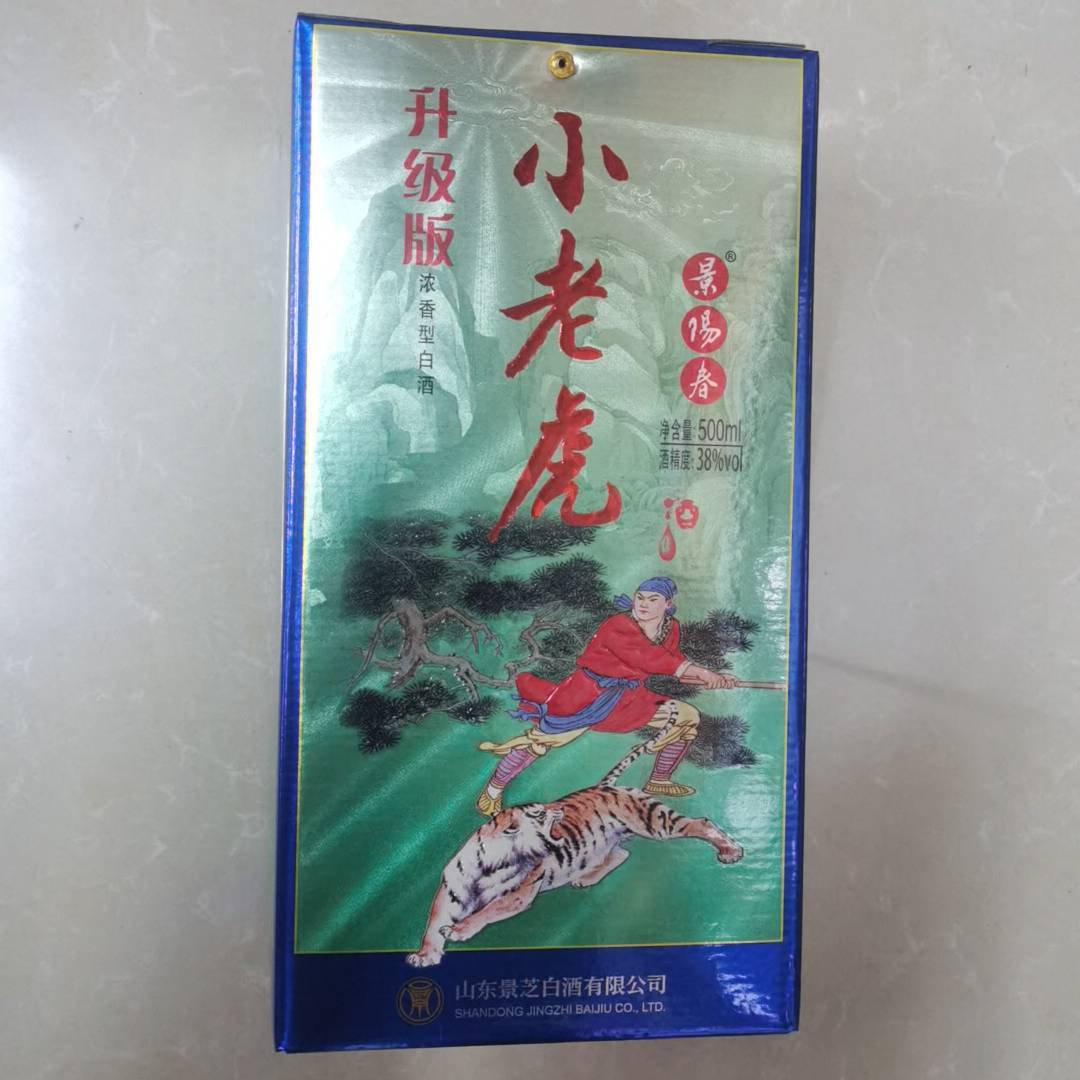 升级版
浓香型白酒
小老虎
景陽春®
净含量:500ml
酒精度:38%vol
酒
山东景芝白酒有限公司
SHANDONG JINGZHI BAIJIU CO., LTD.